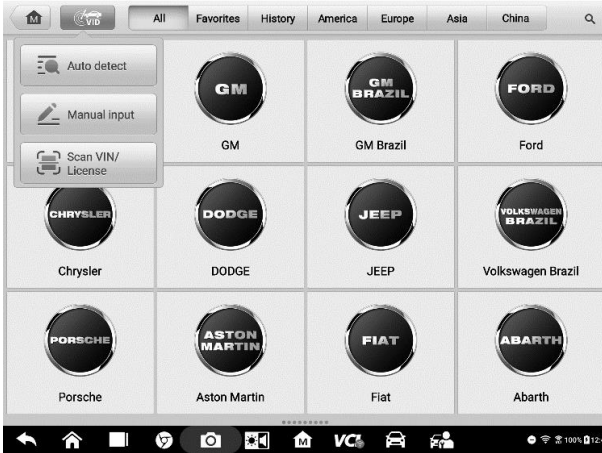 M
VID
All
Favorites
History
America
Europe
Asia
China
Auto detect
Manual input
Scan VIN/
License
GM
GM
BRAZIL
FORD
GM
GM Brazil
Ford
CHRYSLER
DODGE
JEEP
VOLKSWAGEN
BRAZIL
Chrysler
DODGE
JEEP
Volkswagen Brazil
PORSCHE
ASTON
MARTIN
FIAT
ABARTH
Porsche
Aston Martin
Fiat
Abarth
M
VCI
100%
12: